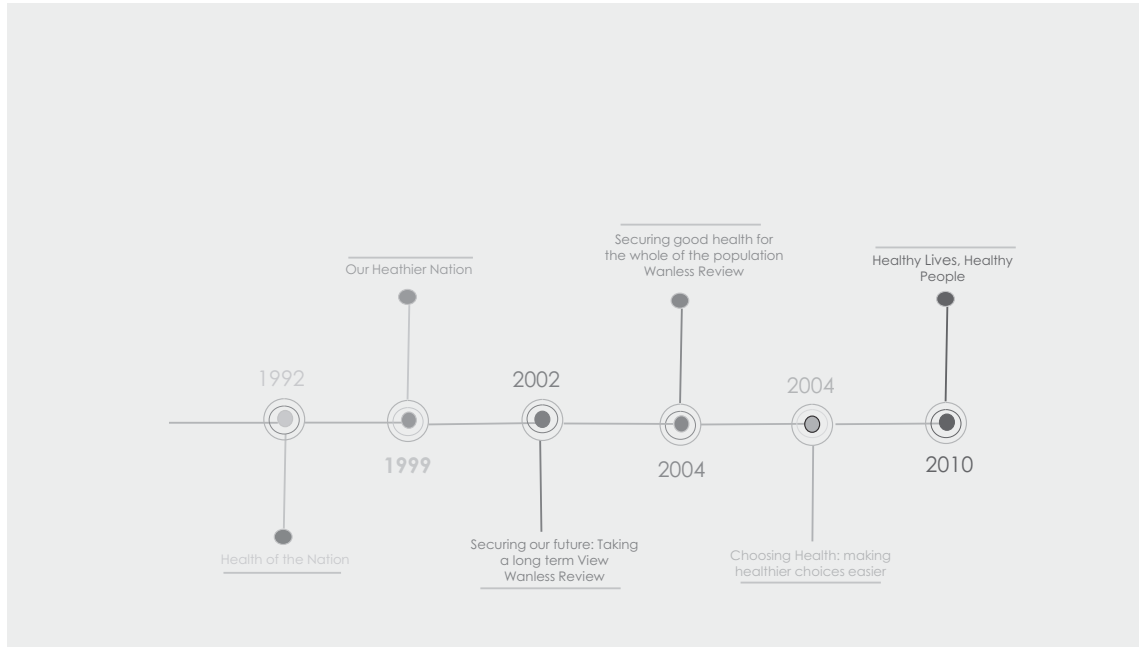 Securing good health for
the whole of the population
Wanless Review
Healthy Lives, Healthy
People
Our Heathier Nation
1992
2002
2004
1999
2004
2010
Securing our future: Taking
a long term View
Wanless Review
Health of the Nation
Choosing Health: making
healthier choices easier